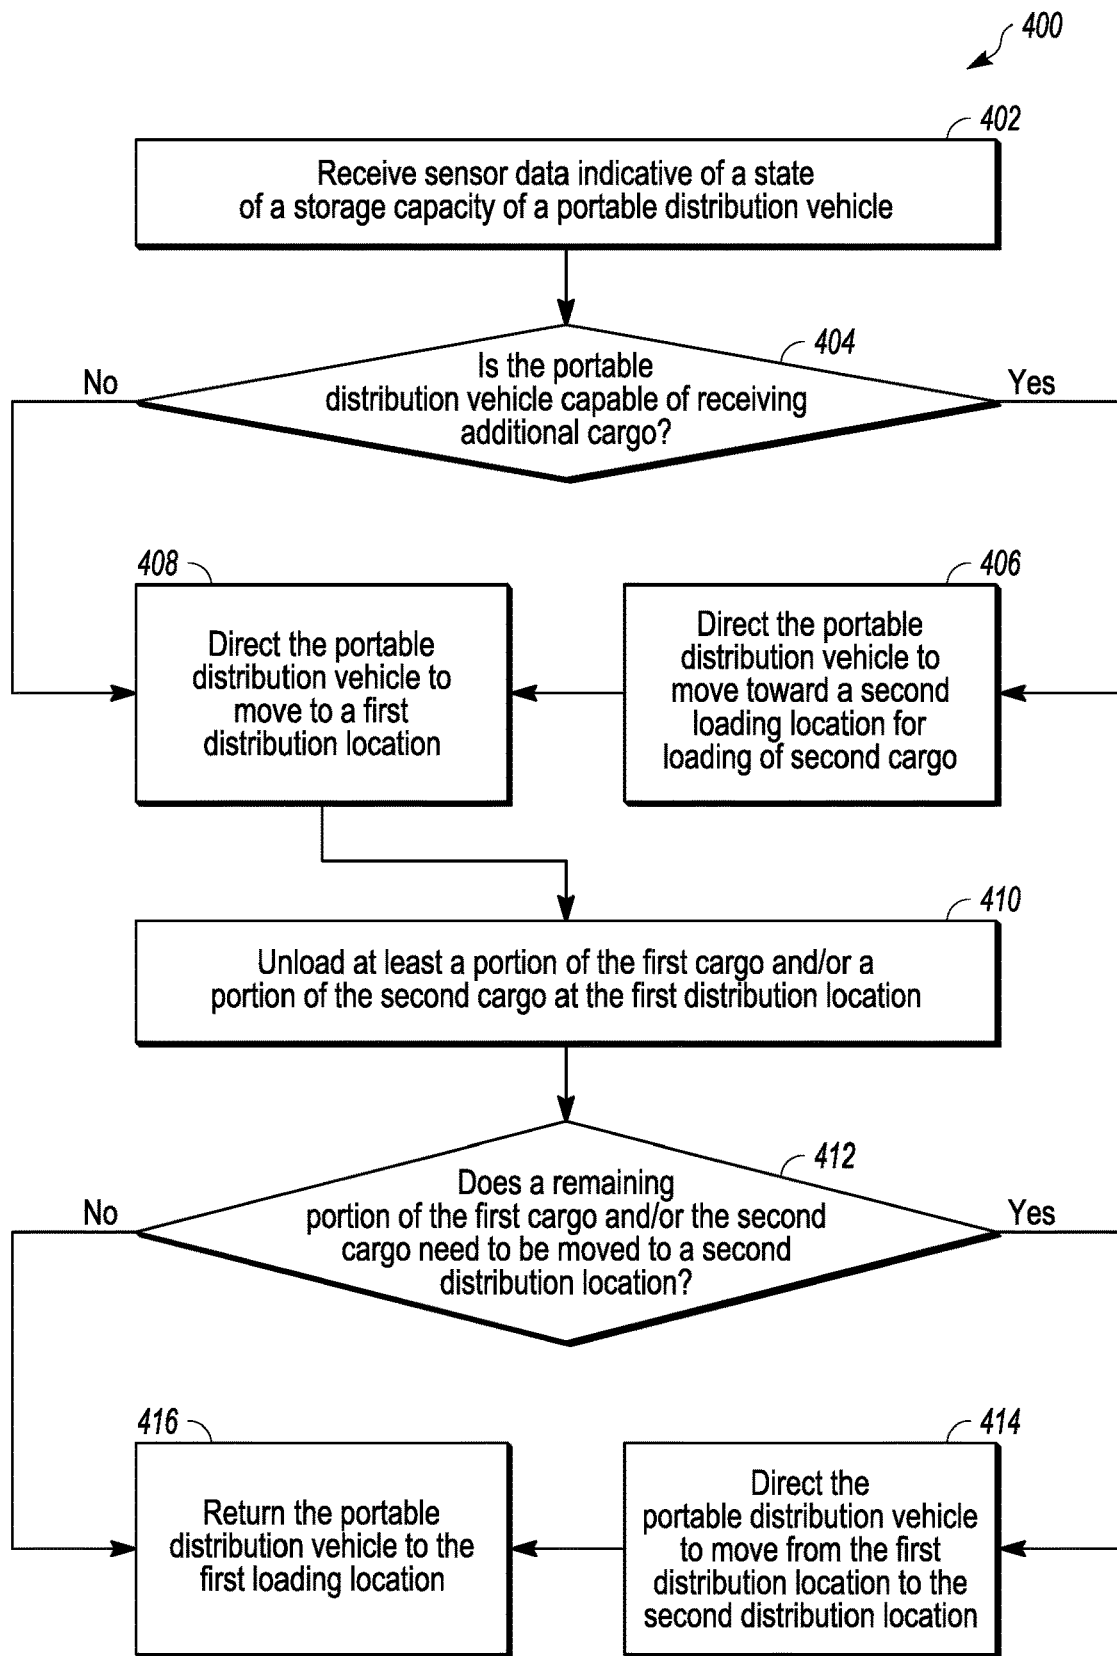 400
402
Receive sensor data indicative of a state
of a storage capacity of a portable distribution vehicle
404
Is the portable
distribution vehicle capable of receiving
additional cargo?
No
Yes
408
Direct the portable
distribution vehicle to
move to a first
distribution location
406
Direct the portable
distribution vehicle to
move toward a second
loading location for
loading of second cargo
410
Unload at least a portion of the first cargo and/or a
portion of the second cargo at the first distribution location
412
Does a remaining
portion of the first cargo and/or the second
cargo need to be moved to a second
distribution location?
No
Yes
416
Return the portable
distribution vehicle to the
first loading location
414
Direct the
portable distribution vehicle
to move from the first
distribution location to the
second distribution location